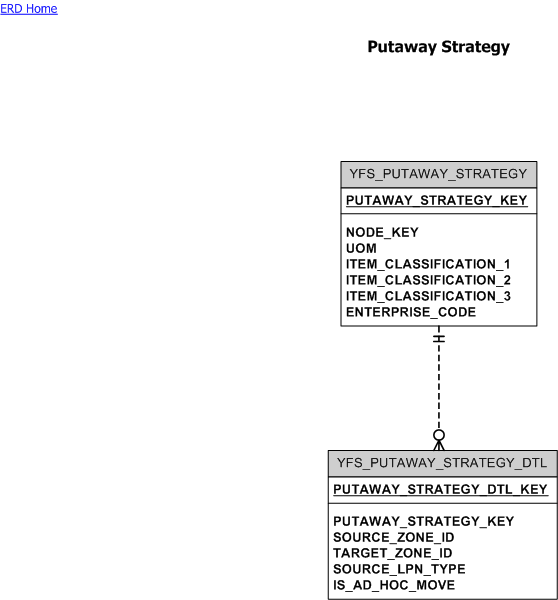 ERD Home
Putaway Strategy
YFS_PUTAWAY_STRATEGY
PUTAWAY_STRATEGY_KEY
NODE_KEY
UOM
ITEM_CLASSIFICATION_1
ITEM_CLASSIFICATION_2
ITEM_CLASSIFICATION_3
ENTERPRISE_CODE
YFS_PUTAWAY_STRATEGY_DTL
PUTAWAY_STRATEGY_DTL_KEY
PUTAWAY_STRATEGY_KEY
SOURCE_ZONE_ID
TARGET_ZONE_ID
SOURCE_LPN_TYPE
IS_AD_HOC_MOVE